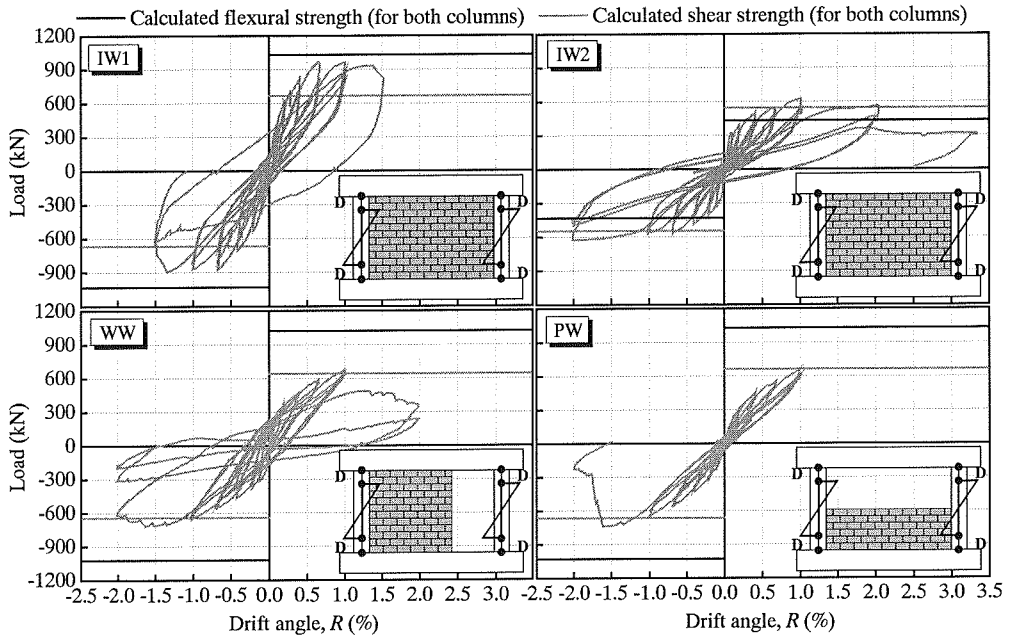 Calculated flexural strength (for both columns) Calculated shear strength (for both columns)
1200
900
600
300
0
-300
-600
-900
Load (kN)
IW1
D D
D D
IW2
D D
D D
1200
900
600
300
0
-300
-600
-900
-1200
Load (kN)
WW
D D
D D
PW
D D
D D
-2.5 -2.0 -1.5 -1.0 -0.5 0.0 0.5 1.0 1.5 2.0 2.5 3.0 -2.5 -2.0 -1.5 -1.0 -0.5 0.0 0.5 1.0 1.5 2.0 2.5 3.0 3.5
Drift angle, R (%) Drift angle, R (%)